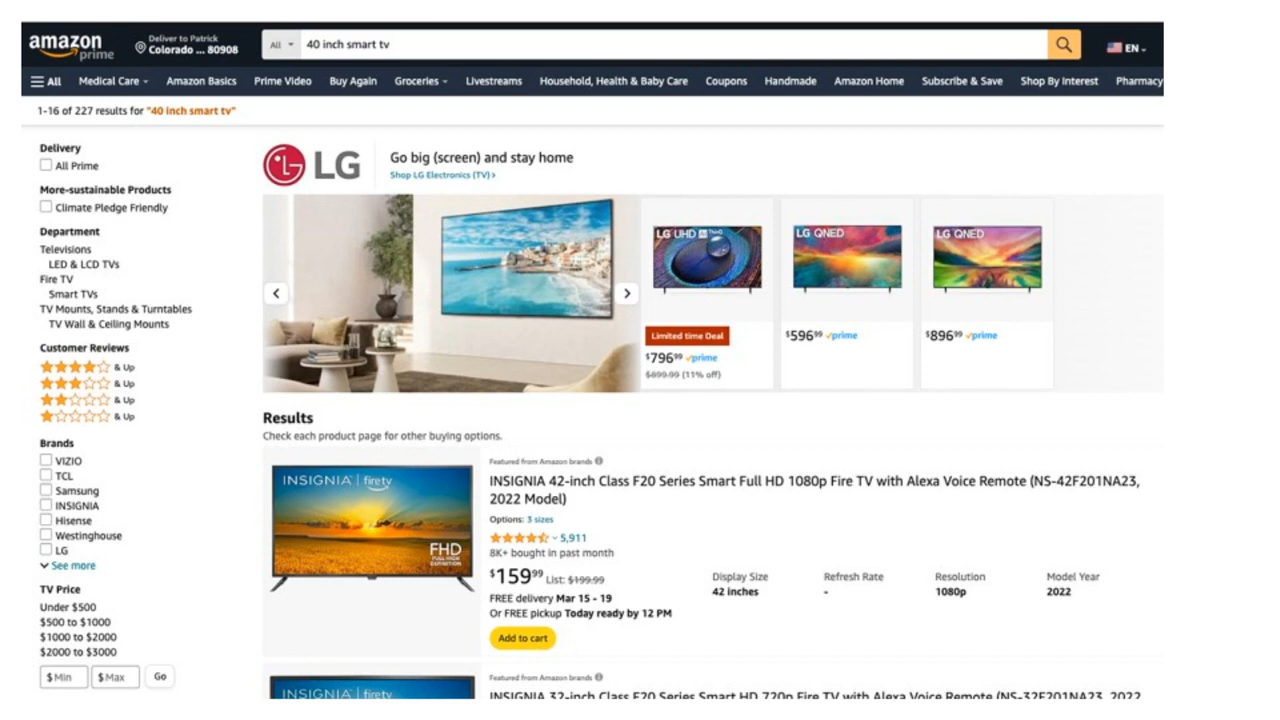 amazon
prime
Deliver to Patrick
Colorado ... 80908
All
40 inch smart tv
EN
All
Medical Care
Amazon Basics
Prime Video
Buy Again
Groceries
Livestreams
Household, Health & Baby Care
Coupons
Handmade
Amazon Home
Subscribe & Save
Shop By Interest
Pharmacy
1-16 of 227 results for "40 inch smart tv"
Delivery
All Prime
More-sustainable Products
Climate Pledge Friendly
Department
Televisions
LED & LCD TVs
Fire TV
Smart TVs
TV Mounts, Stands & Turntables
TV Wall & Ceiling Mounts
Customer Reviews
& Up
& Up
& Up
& Up
Brands
VIZIO
TCL
Samsung
INSIGNIA
Hisense
Westinghouse
LG
See more
TV Price
Under $500
$500 to $1000
$1000 to $2000
$2000 to $3000
$ Min
$ Max
Go
LG
Go big (screen) and stay home
Shop LG Electronics (TV) ›
LG UHD AI ThinQ
Limited time Deal
$796.99 prime
$899.99 (11% off)
LG QNED
$596.99 prime
LG QNED
$896.99 prime
Results
Check each product page for other buying options.
INSIGNIA | firetv
FHD
FULL HIGH
DEFINITION
Featured from Amazon brands
INSIGNIA 42-inch Class F20 Series Smart Full HD 1080p Fire TV with Alexa Voice Remote (NS-42F201NA23,
2022 Model)
Options: 3 sizes
5,911
8K+ bought in past month
$159.99 List: $199.99
FREE delivery Mar 15 - 19
Or FREE pickup Today ready by 12 PM
Add to cart
Display Size
42 inches
Refresh Rate
-
Resolution
1080p
Model Year
2022
INSIGNIA | firetv
Featured from Amazon brands
INSIGNIA 32-inch Class F20 Series Smart HD 720p Fire TV with Alexa Voice Remote (NS-32F201NA23, 2022